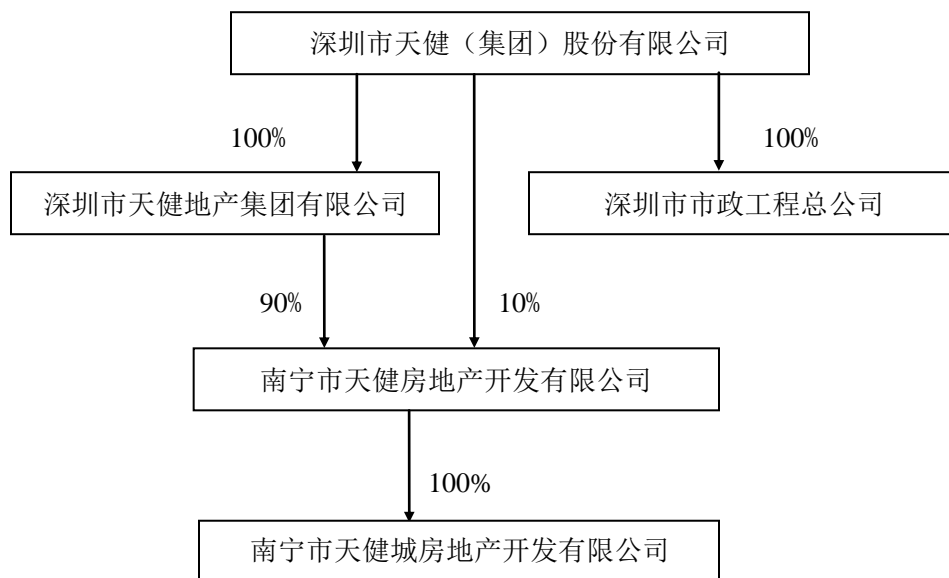 深圳市天健（集团）股份有限公司
100%
100%
深圳市天健地产集团有限公司
深圳市市政工程总公司
90%
10%
南宁市天健房地产开发有限公司
100%
南宁市天健城房地产开发有限公司